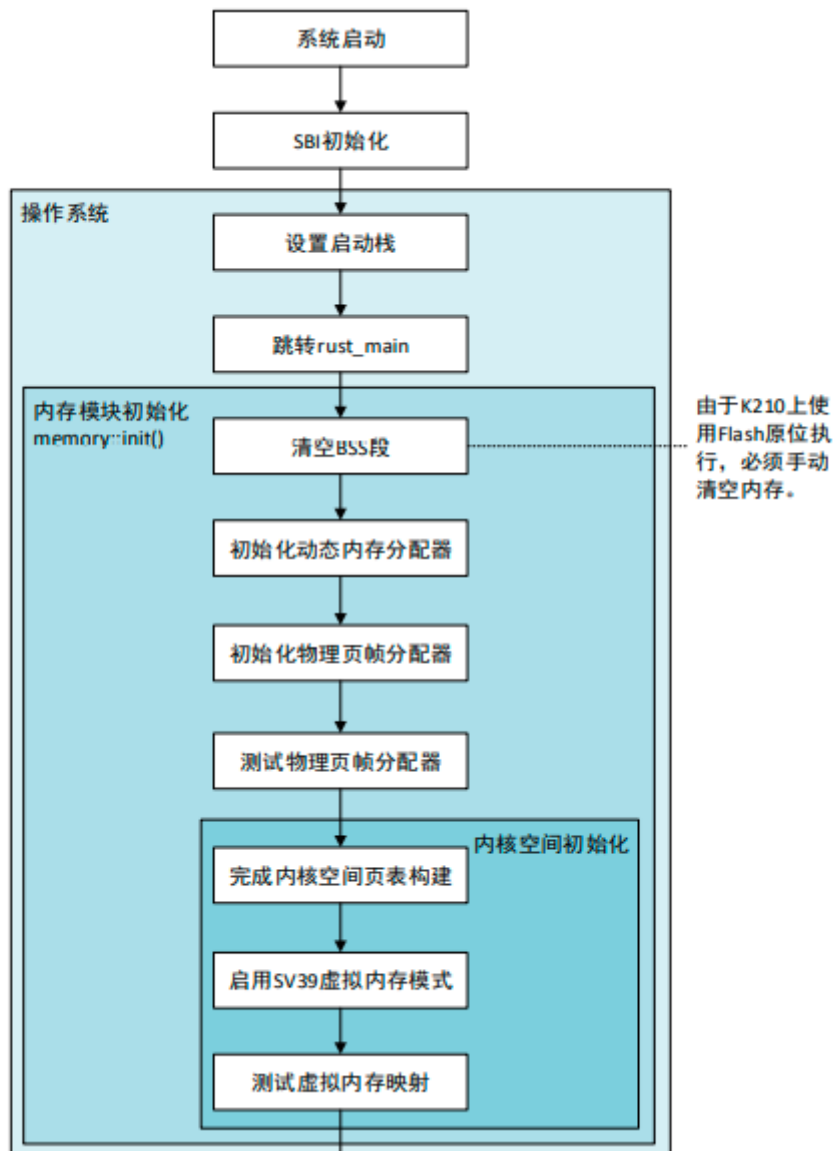 系统启动
SBI初始化
操作系统
设置启动栈
跳转rust_main
内存模块初始化
memory::init()
清空BSS段
由于K210上使
用Flash原位执
行，必须手动
清空内存。
初始化动态内存分配器
初始化物理页帧分配器
测试物理页帧分配器
内核空间初始化
完成内核空间页表构建
启用SV39虚拟内存模式
测试虚拟内存映射